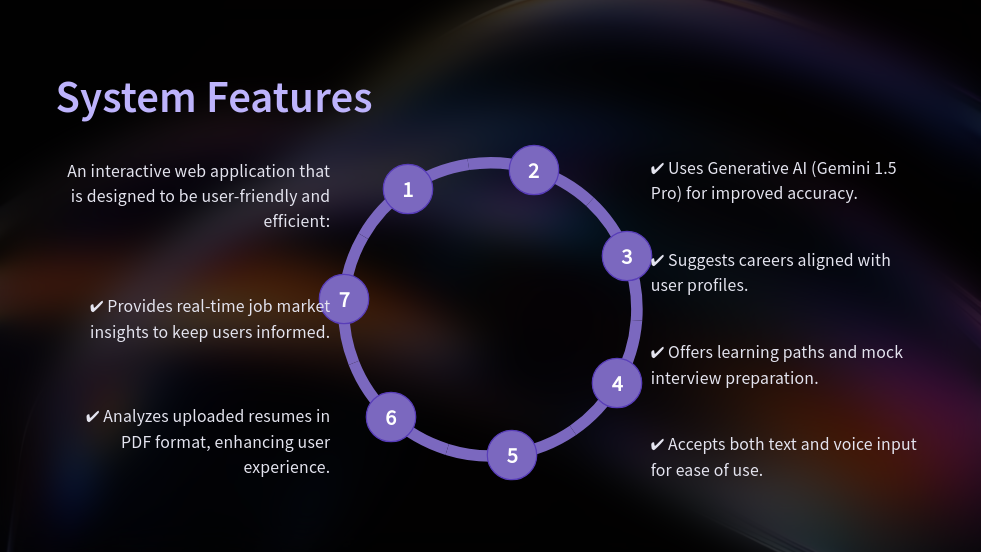 System Features
An interactive web application that
is designed to be user-friendly and
efficient:
✔ Provides real-time job market
insights to keep users informed.
✔ Analyzes uploaded resumes in
PDF format, enhancing user
experience.
1
2
3
4
5
6
7
✔ Uses Generative AI (Gemini 1.5
Pro) for improved accuracy.
✔ Suggests careers aligned with
user profiles.
✔ Offers learning paths and mock
interview preparation.
✔ Accepts both text and voice input
for ease of use.